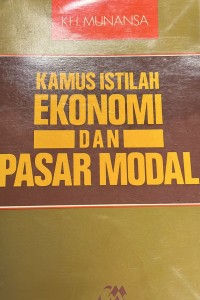 K.H. MUNANSA
KAMUS ISTILAH
EKONOMI
DAN
PASAR MODAL